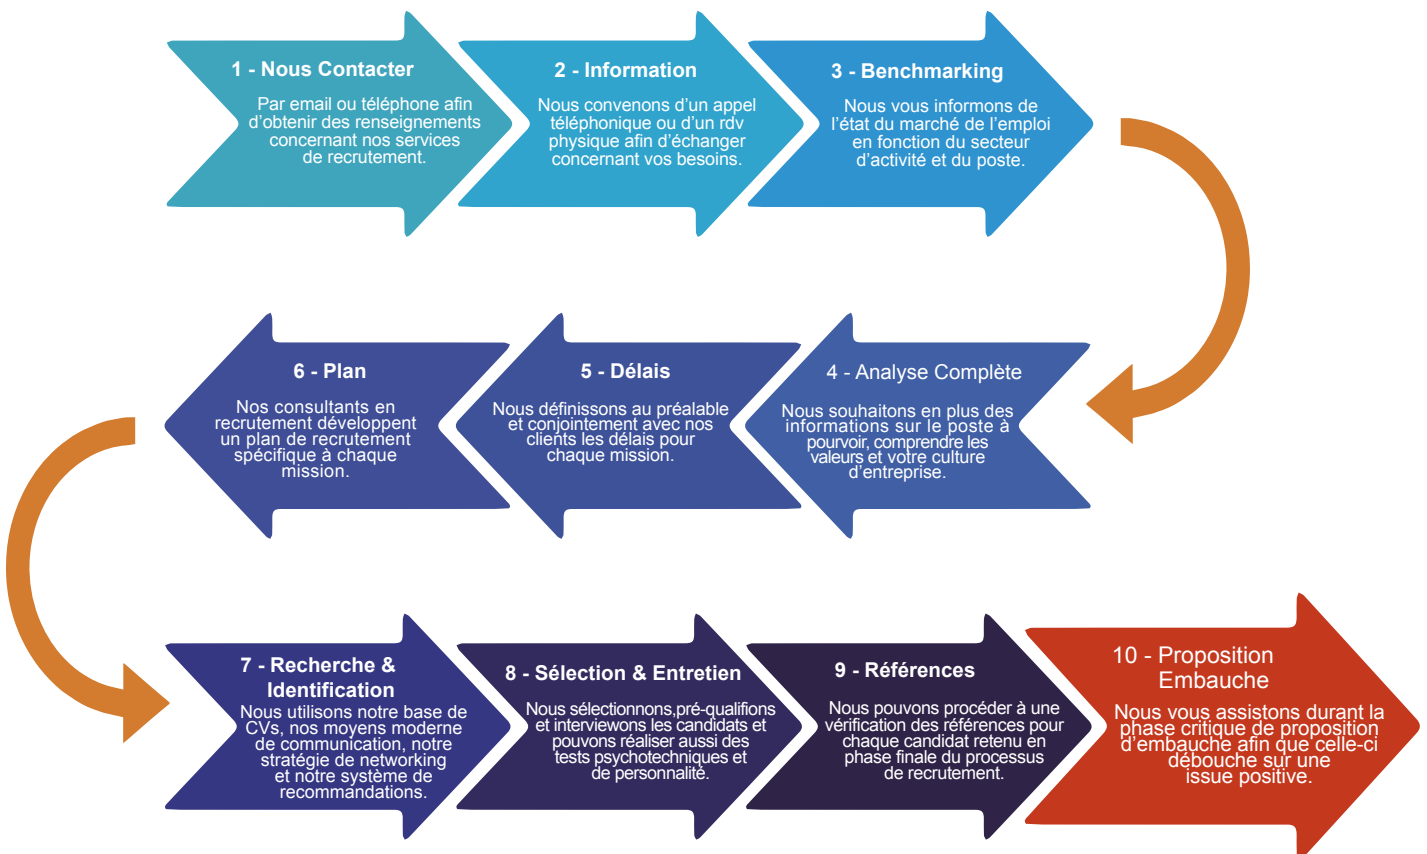 1 - Nous Contacter
Par email ou téléphone afin
d'obtenir des renseignements
concernant nos services
de recrutement.
2 - Information
Nous convenons d'un appel
téléphonique ou d'un rdv
physique afin d'échanger
concernant vos besoins.
3 - Benchmarking
Nous vous informons de
l'état du marché de l'emploi
en fonction du secteur
d'activité et du poste.
4 - Analyse Complète
Nous souhaitons en plus des
informations sur le poste à
pourvoir, comprendre les
valeurs et votre culture
d'entreprise.
5 - Délais
Nous définissons au préalable
et conjointement avec nos
clients les délais pour
chaque mission.
6 - Plan
Nos consultants en
recrutement développent
un plan de recrutement
spécifique à chaque
mission.
7 - Recherche &
Identification
Nous utilisons notre base de
CVs, nos moyens moderne
de communication, notre
stratégie de networking
et notre système de
recommandations.
8 - Sélection & Entretien
Nous sélectionnons,pré-qualifions
et interviewons les candidats et
pouvons réaliser aussi des
tests psychotechniques et
de personnalité.
9 - Références
Nous pouvons procéder à une
vérification des références pour
chaque candidat retenu en
phase finale du processus
de recrutement.
10 - Proposition
Embauche
Nous vous assistons durant la
phase critique de proposition
d'embauche afin que celle-ci
débouche sur une
issue positive.